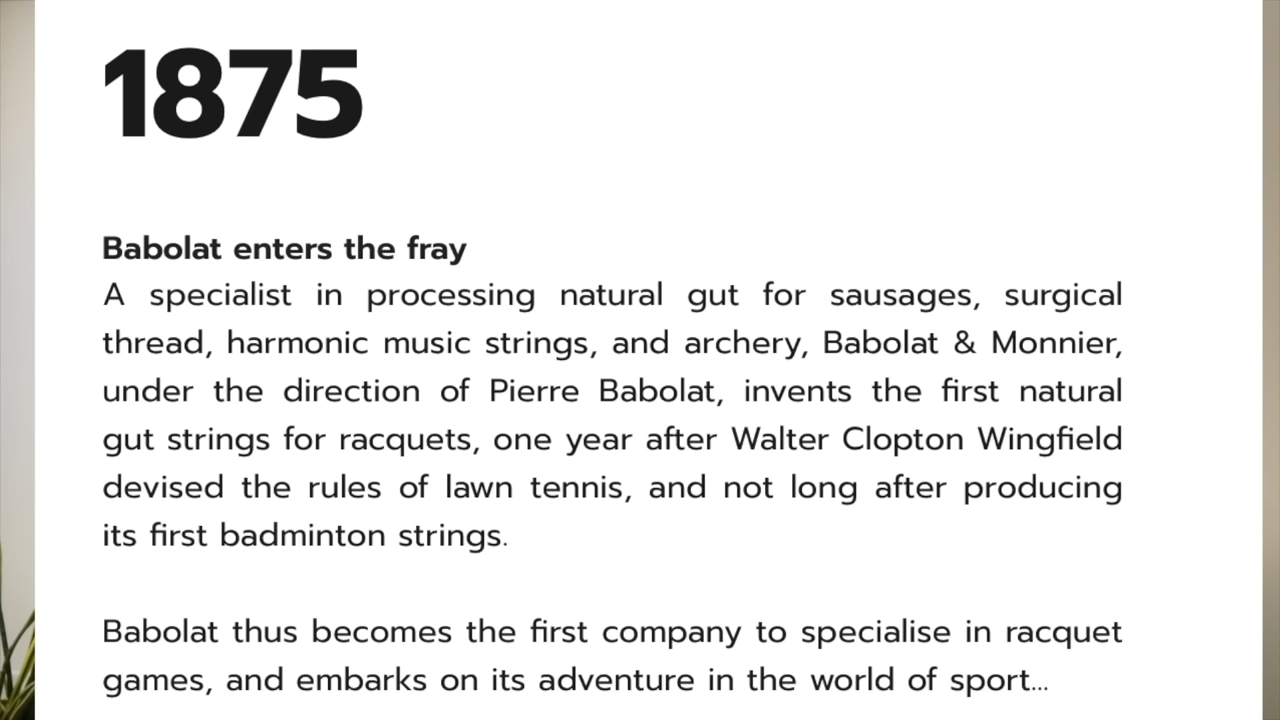 1875
Babolat enters the fray
A specialist in processing natural gut for sausages, surgical
thread, harmonic music strings, and archery, Babolat & Monnier,
under the direction of Pierre Babolat, invents the first natural
gut strings for racquets, one year after Walter Clopton Wingfield
devised the rules of lawn tennis, and not long after producing
its first badminton strings.
Babolat thus becomes the first company to specialise in racquet
games, and embarks on its adventure in the world of sport...